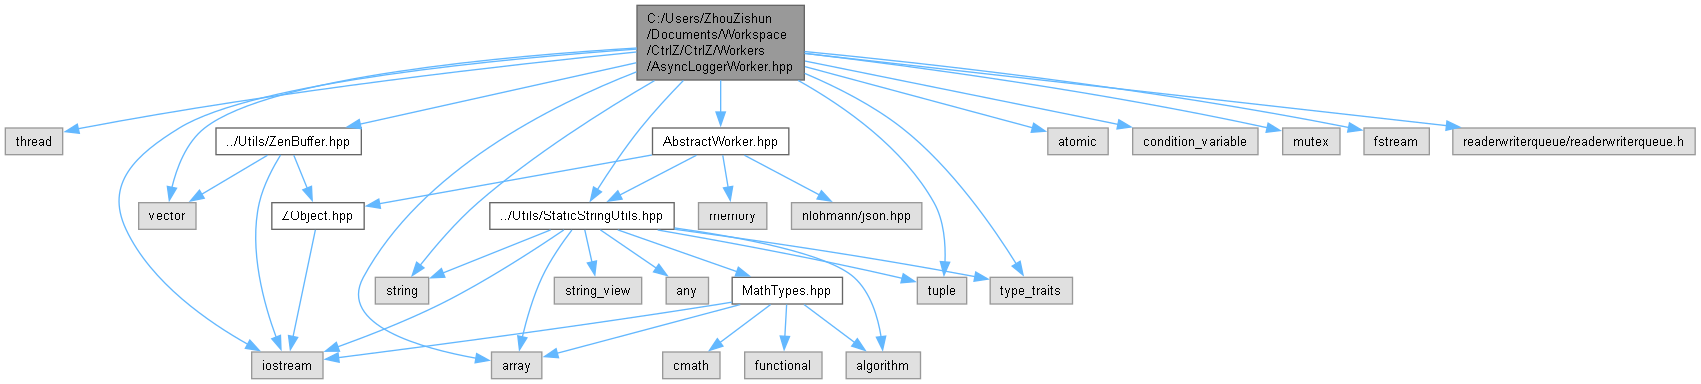 C:/Users/ZhouZishun
/Documents/Workspace
/CtrlZ/CtrlZ/Workers
/AsyncLoggerWorker.hpp
thread
../Utils/ZenBuffer.hpp
AbstractWorker.hpp
atomic
condition_variable
mutex
fstream
readerwriterqueue/readerwriterqueue.h
vector
ZObject.hpp
../Utils/StaticStringUtils.hpp
memory
nlohmann/json.hpp
string
string_view
any
MathTypes.hpp
tuple
type_traits
iostream
array
cmath
functional
algorithm